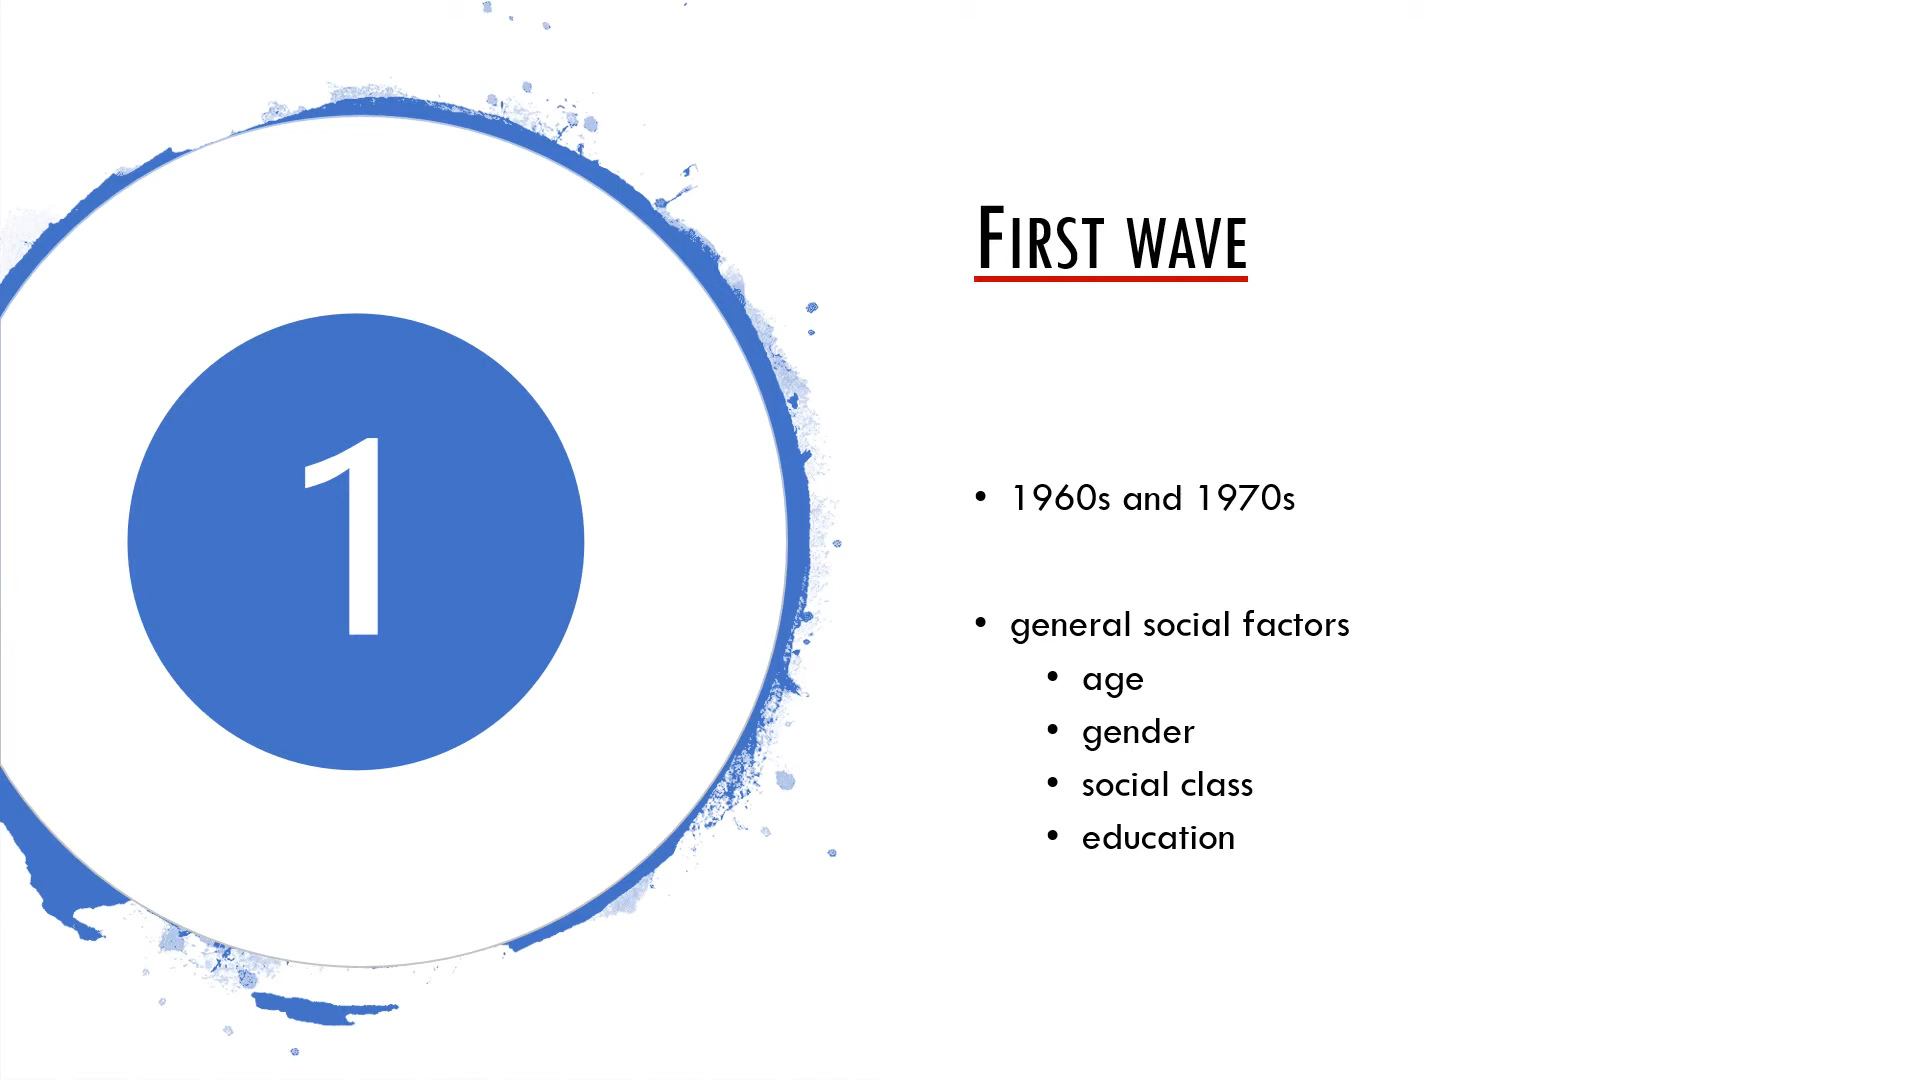 1
First wave
• 1960s and 1970s
• general social factors
• age
• gender
• social class
• education